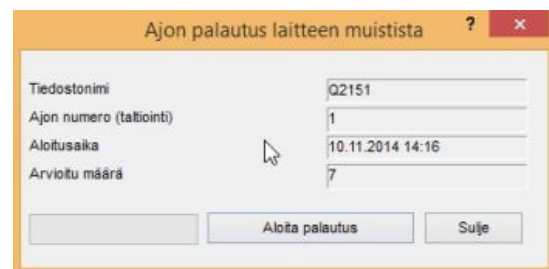 Ajon palautus laitteen muistista ? ×
Tiedostonimi Q2151
Ajon numero (taltiointi) 1
Aloitusaika 10.11.2014 14:16
Arvioitu määrä 7
Aloita palautus Sulje